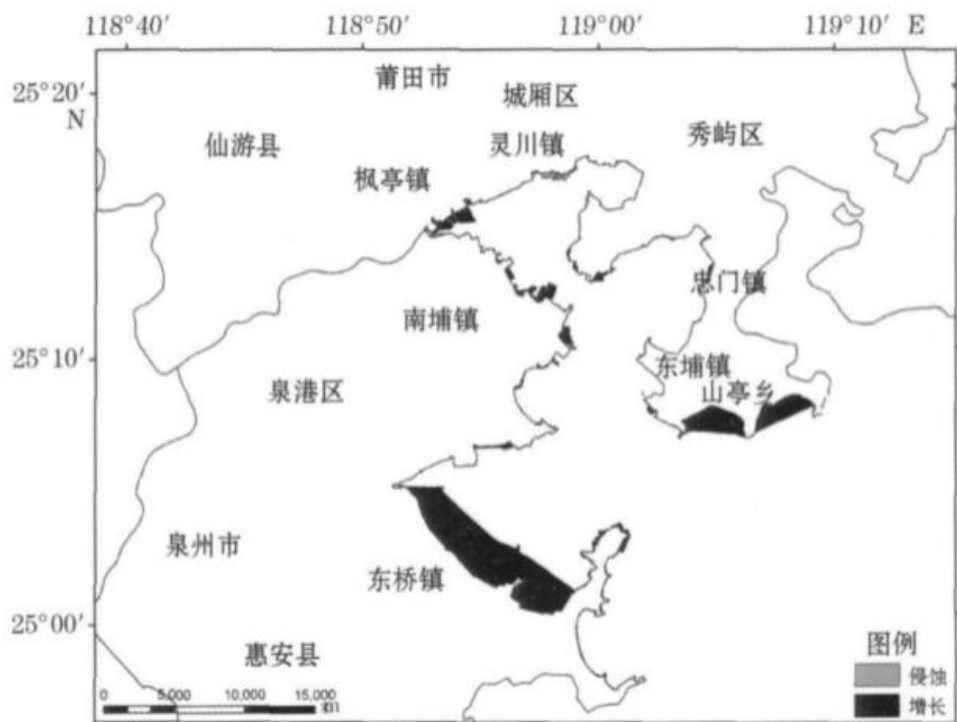 118°40′ 118°50′ 119°00′ 119°10′ E
25°20′
N
莆田市
城厢区
仙游县
灵川镇
秀屿区
枫亭镇
忠门镇
南埔镇
25°10′
东埔镇
泉港区
山亭乡
泉州市
东桥镇
25°00′
惠安县
图例
侵蚀
增长
0 5,000 10,000 15,000
m